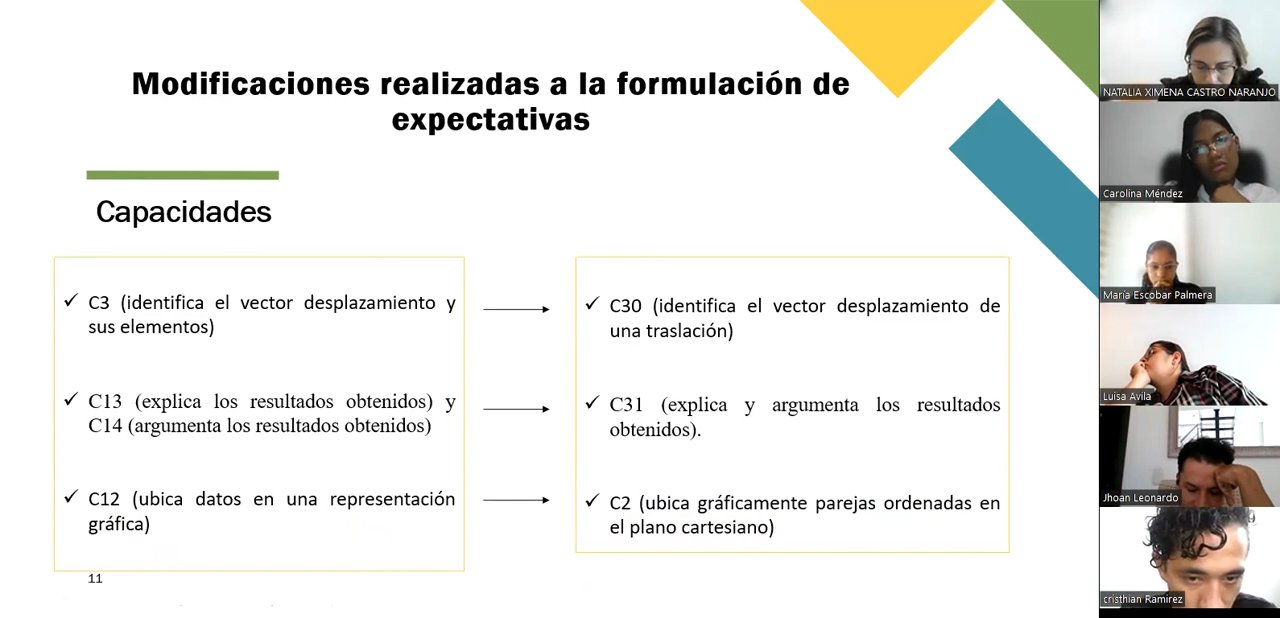 Modificaciones realizadas a la formulación de
expectativas
Capacidades
✓ C3 (identifica el vector desplazamiento y
sus elementos)
✓ C13 (explica los resultados obtenidos) y
C14 (argumenta los resultados obtenidos)
✓ C12 (ubica datos en una representación
gráfica)
✓ C30 (identifica el vector desplazamiento de
una traslación)
✓ C31 (explica y argumenta los resultados
obtenidos).
✓ C2 (ubica gráficamente parejas ordenadas en
el plano cartesiano)
11
NATALIA XIMENA CASTRO NARANJO
Carolina Méndez
María Escobar Palmera
Luisa Avila
Jhoan Leonardo
cristhian Ramirez